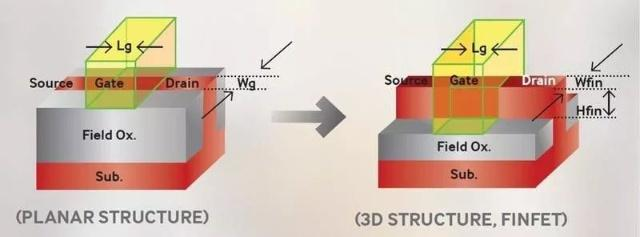 Lg
Source Gate Drain Wg
Field Ox.
Sub.
(PLANAR STRUCTURE)
Lg
Source Gate Drain Wfin
Hfin
Field Ox.
Sub.
(3D STRUCTURE, FINFET)